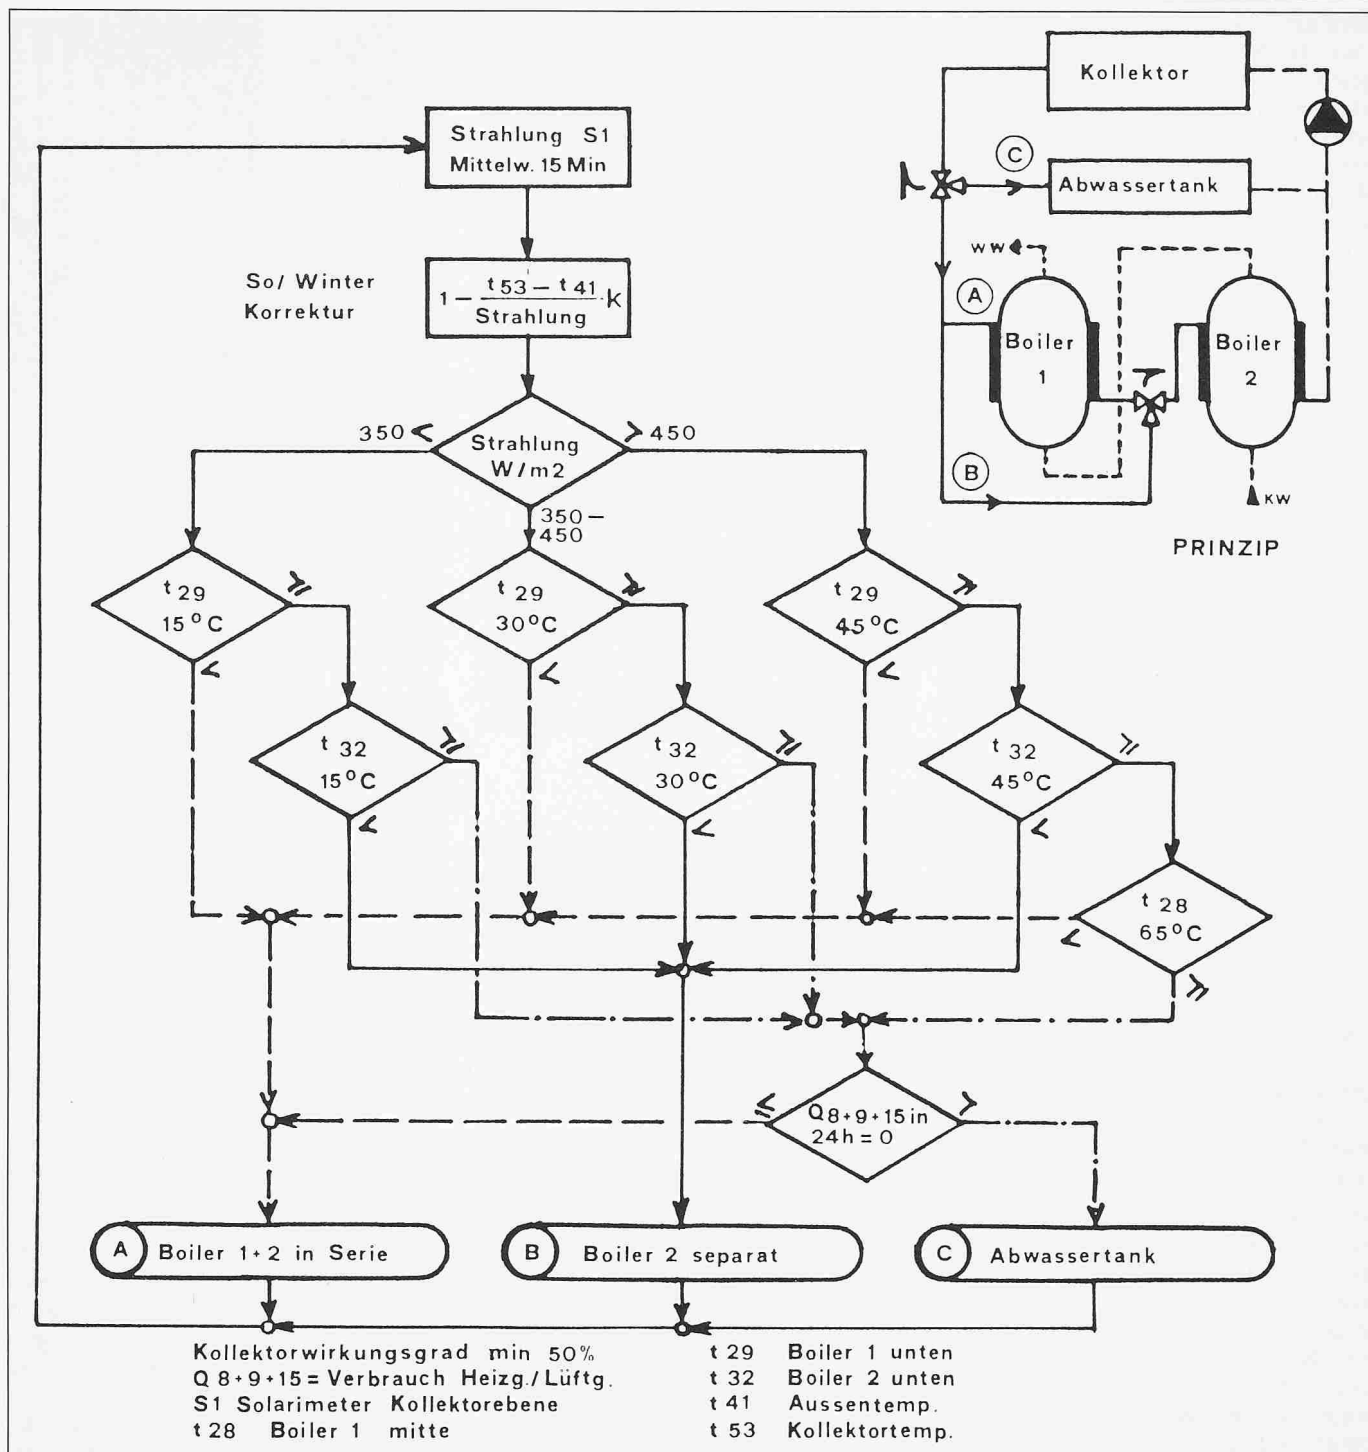 Strahlung S1
Mittelw. 15 Min
So/ Winter
Korrektur
1 – t53 – t41 / Strahlung · k
350 <
Strahlung
W/m2
> 450
350 –
450
t 29
15°C
≥
<
t 29
30°C
≥
<
t 29
45°C
≥
<
t 32
15°C
≥
<
t 32
30°C
≥
<
t 32
45°C
≥
<
t 28
65°C
<
≥
≤
Q 8+9+15 in
24h = 0
>
A Boiler 1+2 in Serie
B Boiler 2 separat
C Abwassertank
Kollektor
C
Abwassertank
WW
A
Boiler
1
Boiler
2
B
KW
PRINZIP
Kollektorwirkungsgrad min 50%
Q 8+9+15 = Verbrauch Heizg./Lüftg.
S1 Solarimeter Kollektorebene
t 28 Boiler 1 mitte
t 29 Boiler 1 unten
t 32 Boiler 2 unten
t 41 Aussentemp.
t 53 Kollektortemp.